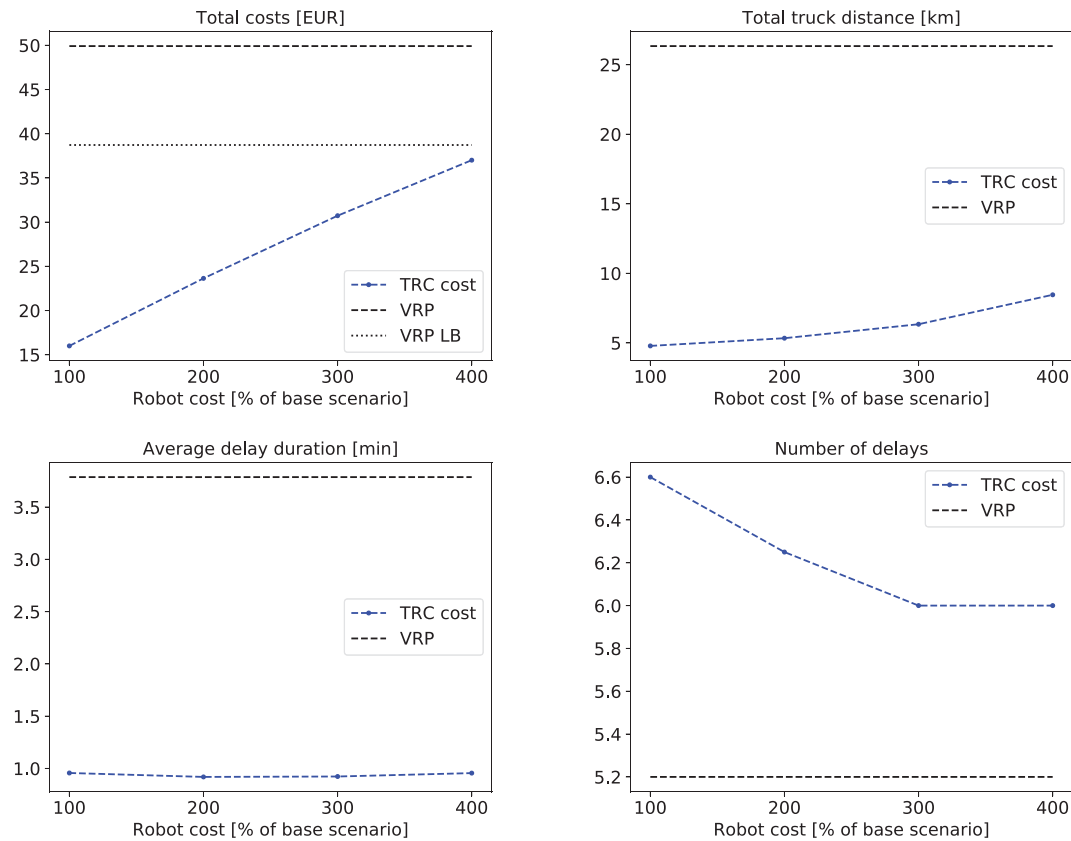 Total costs [EUR]
50
45
40
35
30
25
20
15
TRC cost
VRP
VRP LB
100 200 300 400
Robot cost [% of base scenario]
Total truck distance [km]
25
20
15
10
5
TRC cost
VRP
100 200 300 400
Robot cost [% of base scenario]
Average delay duration [min]
3.5
3.0
2.5
2.0
1.5
1.0
TRC cost
VRP
100 200 300 400
Robot cost [% of base scenario]
Number of delays
6.6
6.4
6.2
6.0
5.8
5.6
5.4
5.2
TRC cost
VRP
100 200 300 400
Robot cost [% of base scenario]